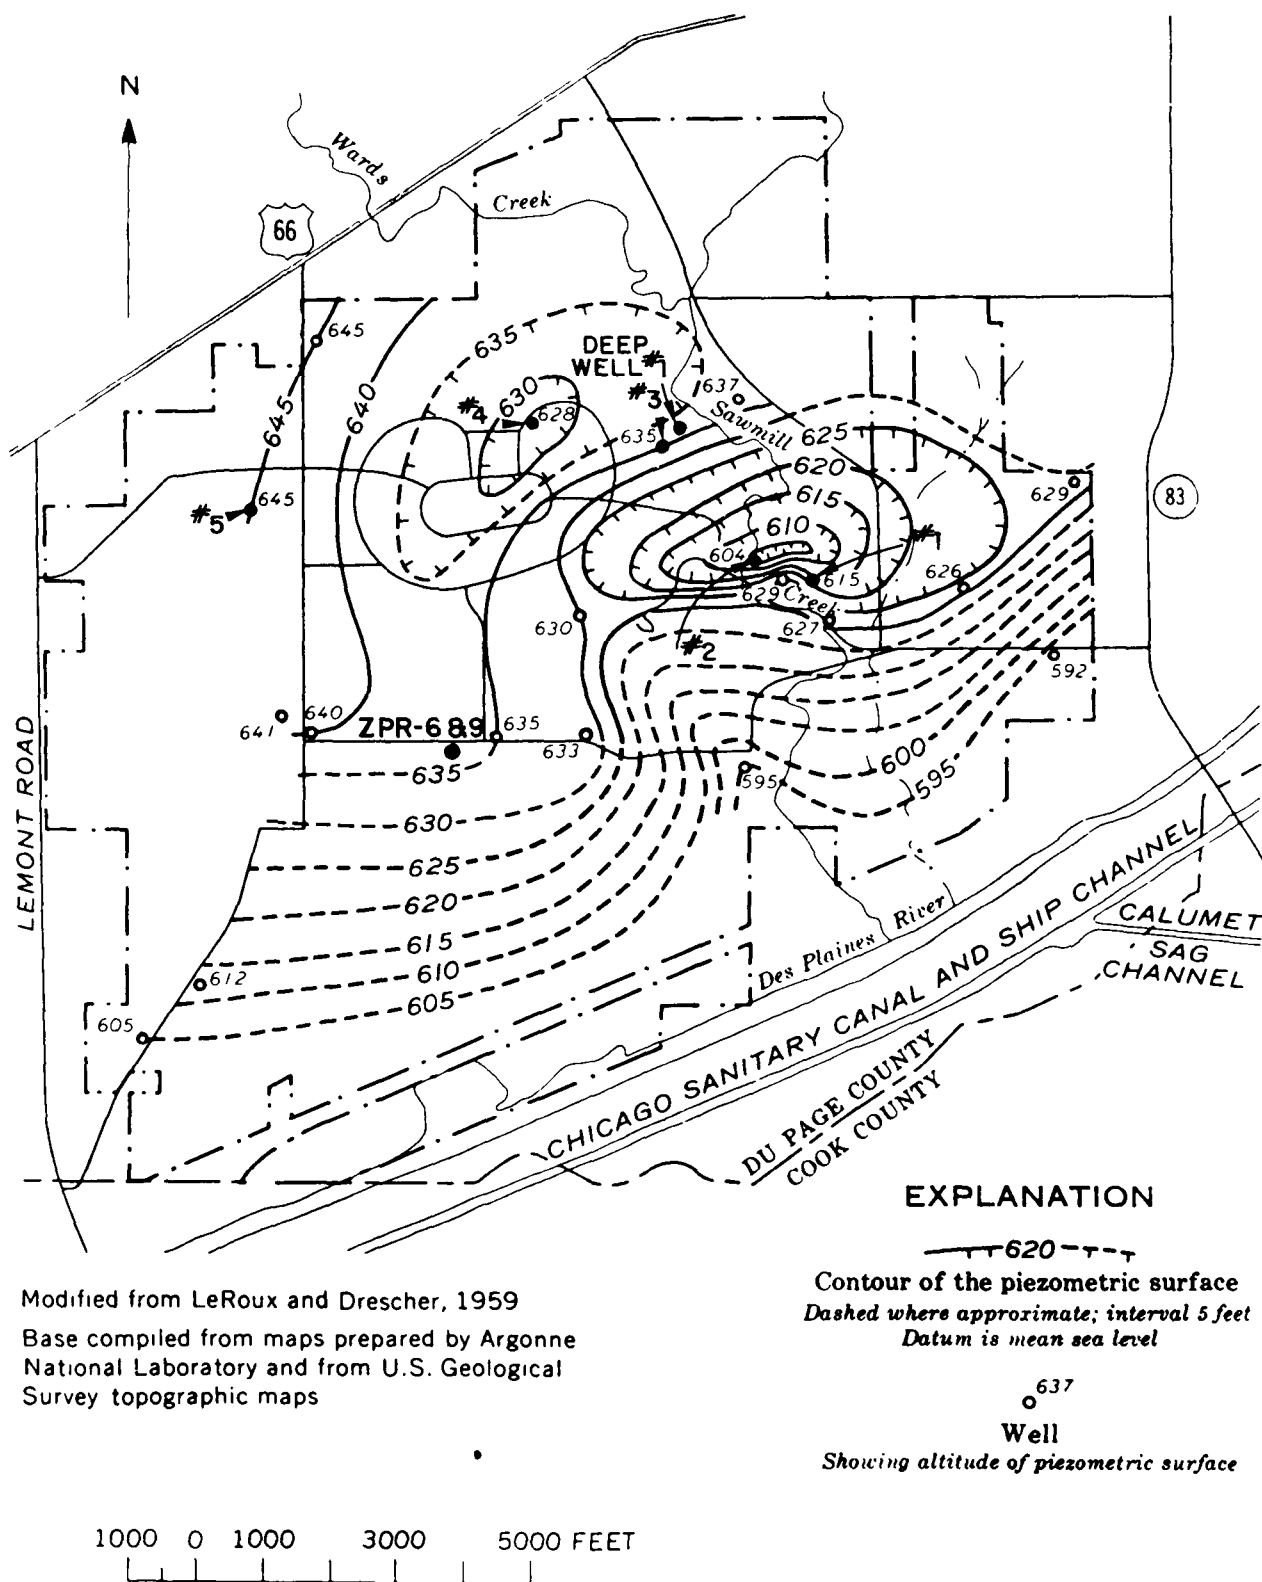 N
Wards
Creek
66
645
635
DEEP
WELL #1
637
#3
640
645
#4
630
628
635
Sawmill
625
620
645
#5
615
629
610
83
604
#1
615
626
629
Creek
627
630
#2
592
640
641
ZPR-6 & 9
635
633
635
600
595
595
630
625
620
615
612
610
605
605
LEMONT ROAD
Des Plaines River
CALUMET
SAG
CHANNEL
CHICAGO SANITARY CANAL AND SHIP CHANNEL
DU PAGE COUNTY
COOK COUNTY
EXPLANATION
620
Contour of the piezometric surface
Dashed where approximate; interval 5 feet
Datum is mean sea level
637
Well
Showing altitude of piezometric surface
Modified from LeRoux and Drescher, 1959
Base compiled from maps prepared by Argonne
National Laboratory and from U.S. Geological
Survey topographic maps
1000 0 1000 3000 5000 FEET